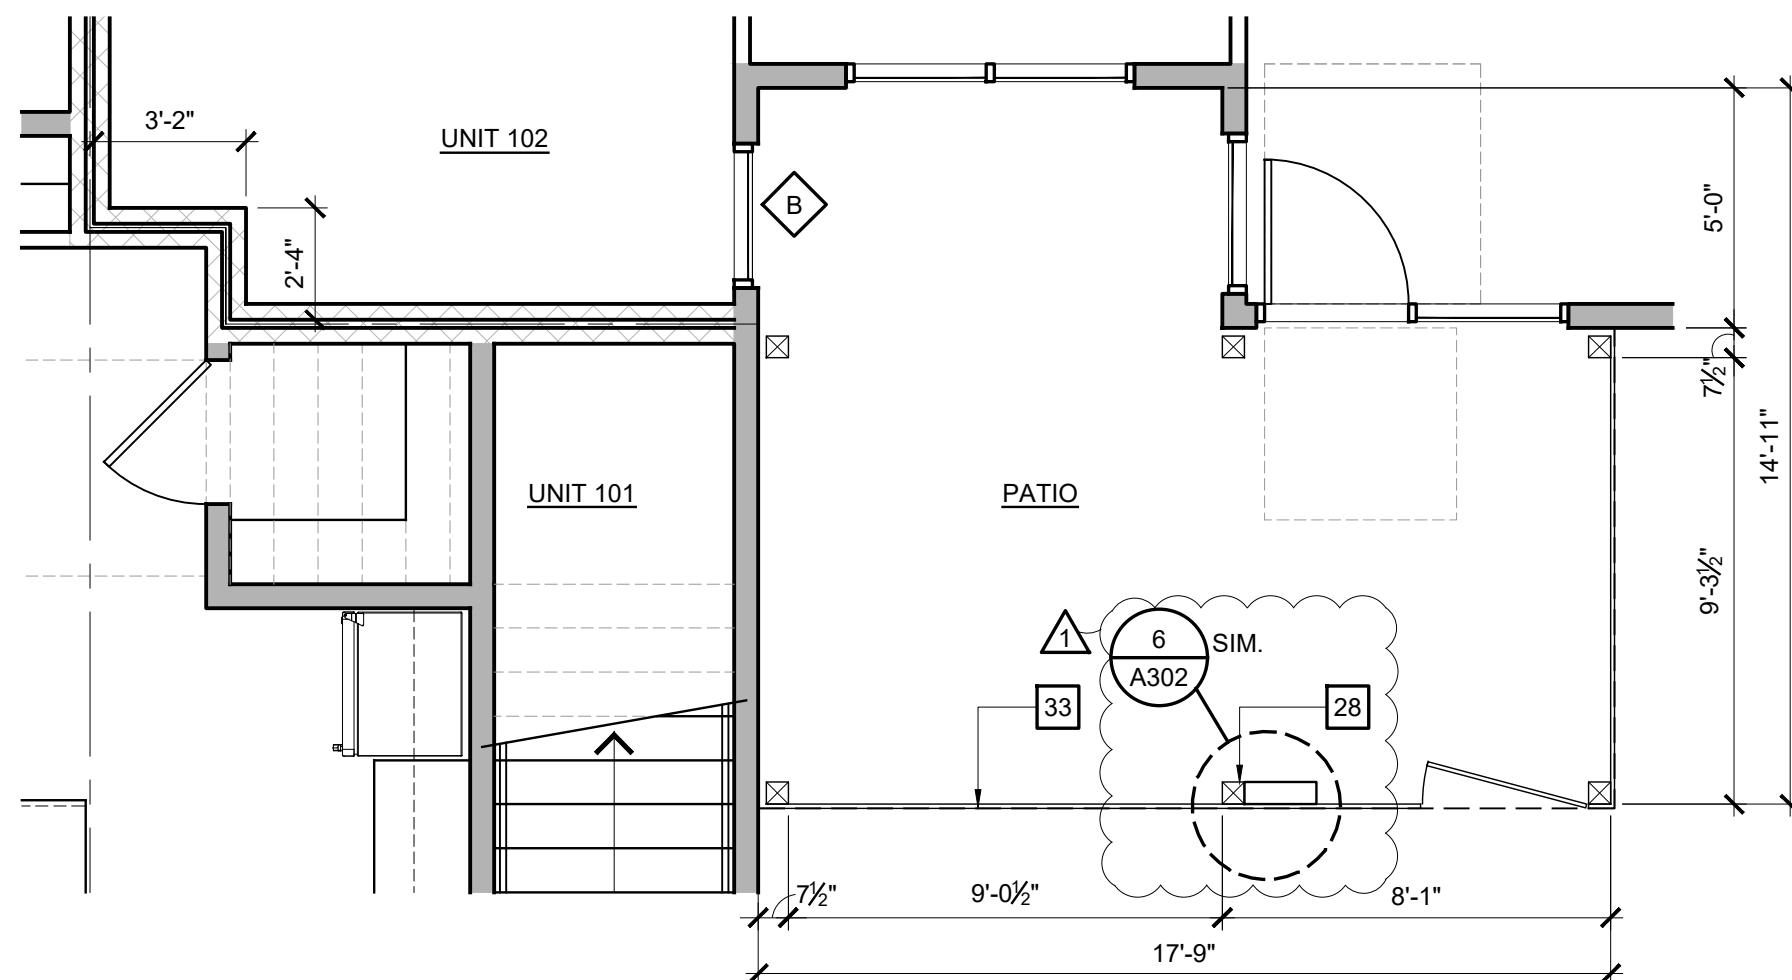 3'-2"
UNIT 102
B
5'-0"
2'-4"
7½"
14'-11"
UNIT 101
PATIO
9'-3½"
1
6
SIM.
A302
33
28
7½"
9'-0½"
8'-1"
17'-9"